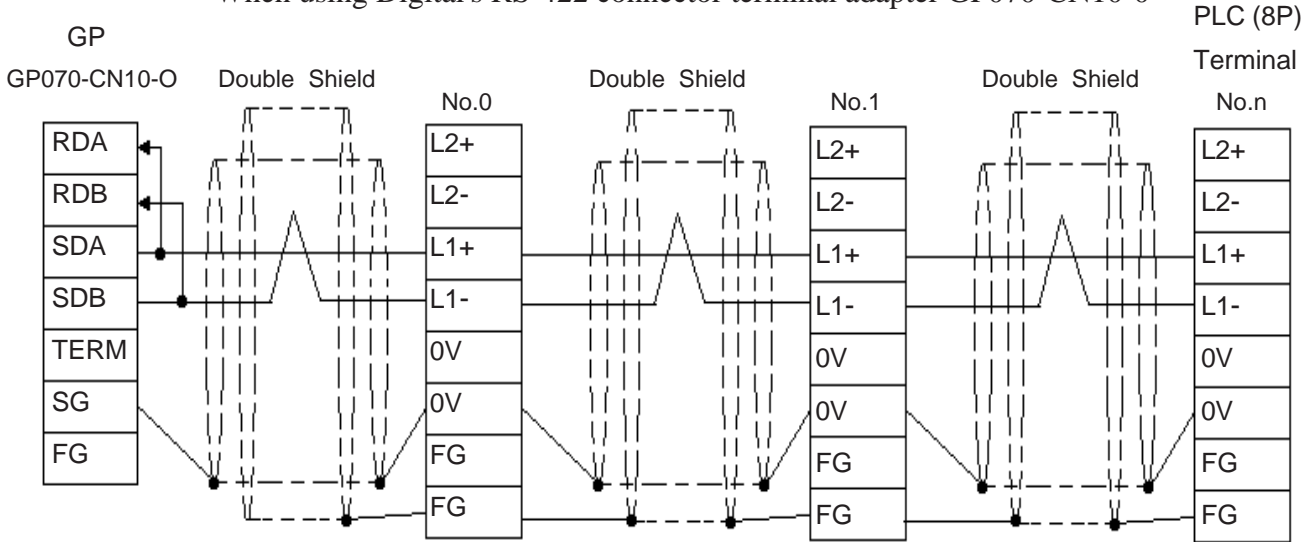 When using Digital's RS-422 connector terminal adapter GP070-CN10-0
PLC (8P)
Terminal
GP
GP070-CN10-O
Double Shield
Double Shield
Double Shield
No.0
No.1
No.n
RDA
RDB
SDA
SDB
TERM
SG
FG
L2+
L2-
L1+
L1-
0V
0V
FG
FG
L2+
L2-
L1+
L1-
0V
0V
FG
FG
L2+
L2-
L1+
L1-
0V
0V
FG
FG